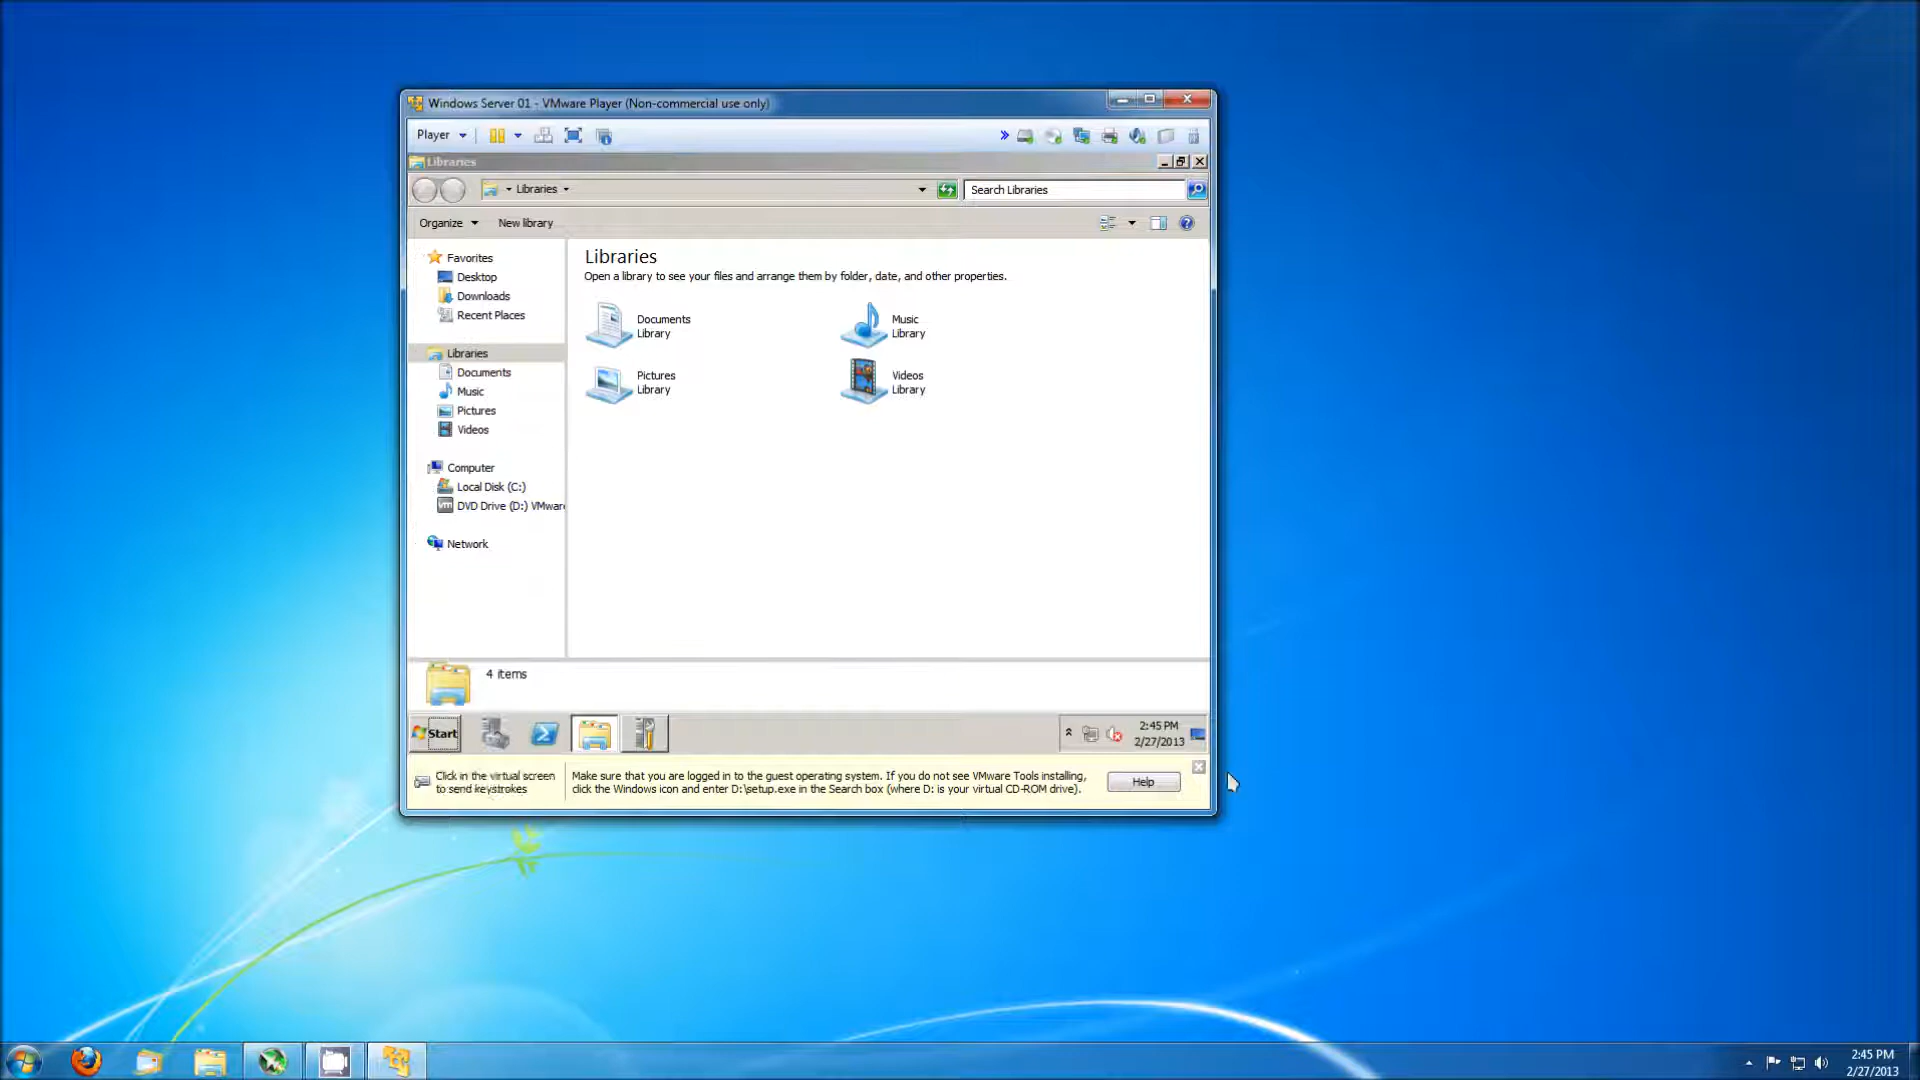 Windows Server 01 - VMware Player (Non-commercial use only)
Player
Libraries
Libraries
Search Libraries
Organize
New library
Favorites
Desktop
Downloads
Recent Places
Libraries
Documents
Music
Pictures
Videos
Computer
Local Disk (C:)
DVD Drive (D:) VMware
Network
Libraries
Open a library to see your files and arrange them by folder, date, and other properties.
Documents
Library
Music
Library
Pictures
Library
Videos
Library
4 items
Start
2:45 PM
2/27/2013
Click in the virtual screen
to send keystrokes
Make sure that you are logged in to the guest operating system. If you do not see VMware Tools installing,
click the Windows icon and enter D:\setup.exe in the Search box (where D: is your virtual CD-ROM drive).
Help
2:45 PM
2/27/2013